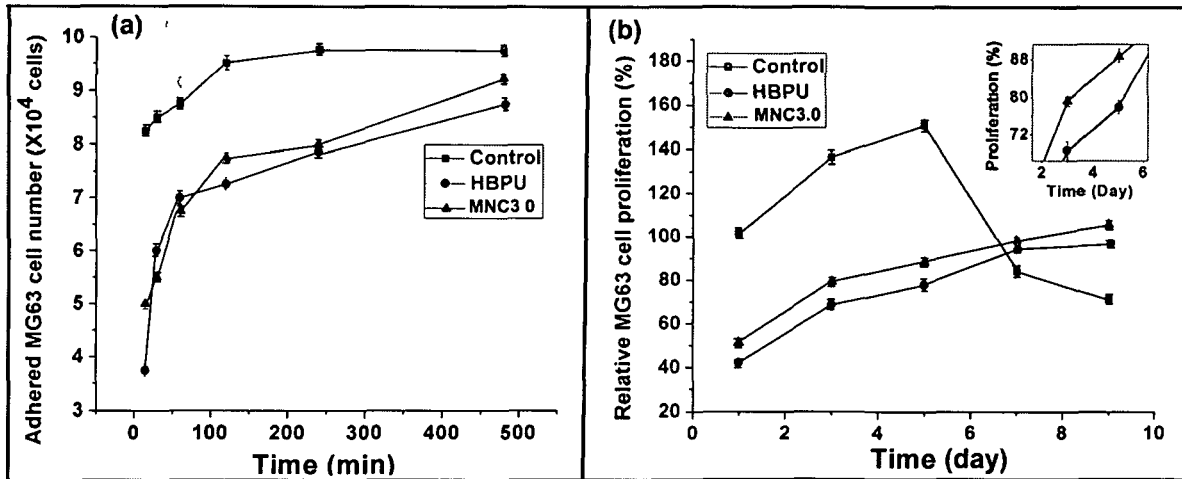 (a)
Adhered MG63 cell number (X10⁴ cells)
10
9
8
7
6
5
4
3
0
100
200
300
400
500
Time (min)
Control
HBPU
MNC3 0
(b)
Relative MG63 cell proliferation (%)
180
160
140
120
100
80
60
40
20
0
2
4
6
8
10
Time (day)
Control
HBPU
MNC3.0
Proliferation (%)
88
80
72
2
4
6
Time (Day)